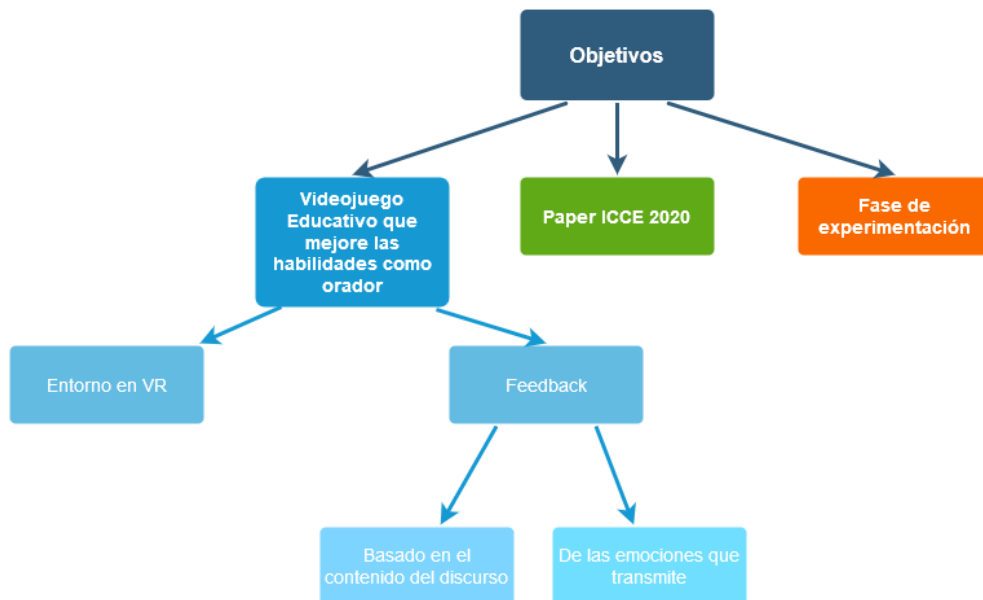 Objetivos
Videojuego
Educativo que
mejore las
habilidades como
orador
Paper ICCE 2020
Fase de
experimentación
Entorno en VR
Feedback
Basado en el
contenido del discurso
De las emociones que
transmite